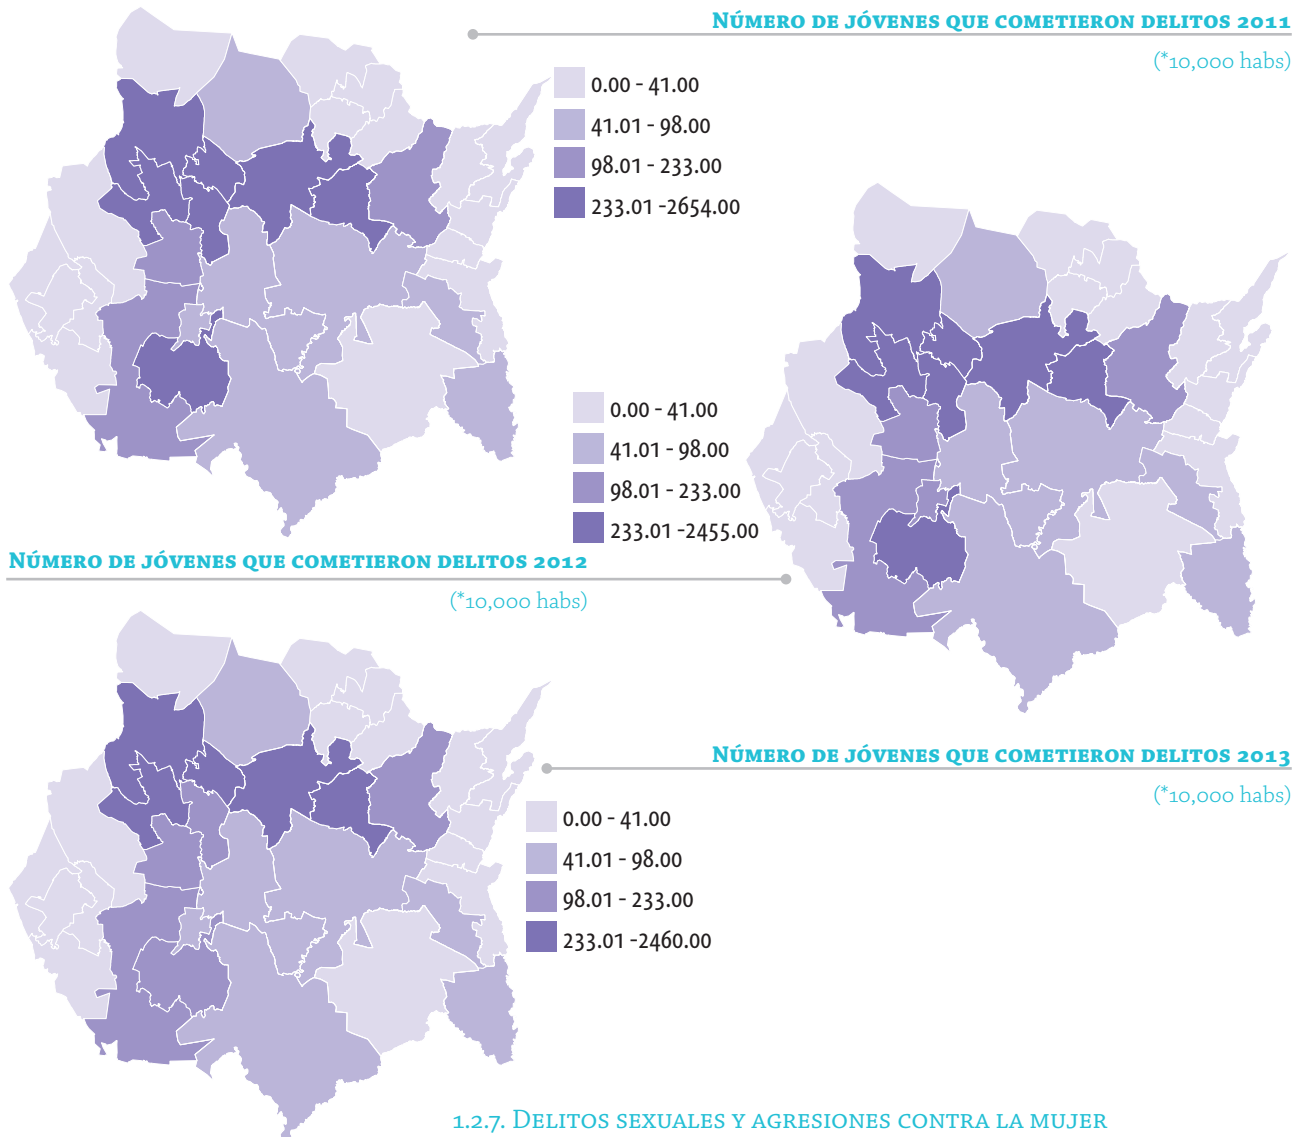 Número de jóvenes que cometieron delitos 2011
(*10,000 habs)
0.00 - 41.00
41.01 - 98.00
98.01 - 233.00
233.01 -2654.00
0.00 - 41.00
41.01 - 98.00
98.01 - 233.00
233.01 -2455.00
Número de jóvenes que cometieron delitos 2012
(*10,000 habs)
Número de jóvenes que cometieron delitos 2013
(*10,000 habs)
0.00 - 41.00
41.01 - 98.00
98.01 - 233.00
233.01 -2460.00
1.2.7. Delitos sexuales y agresiones contra la mujer